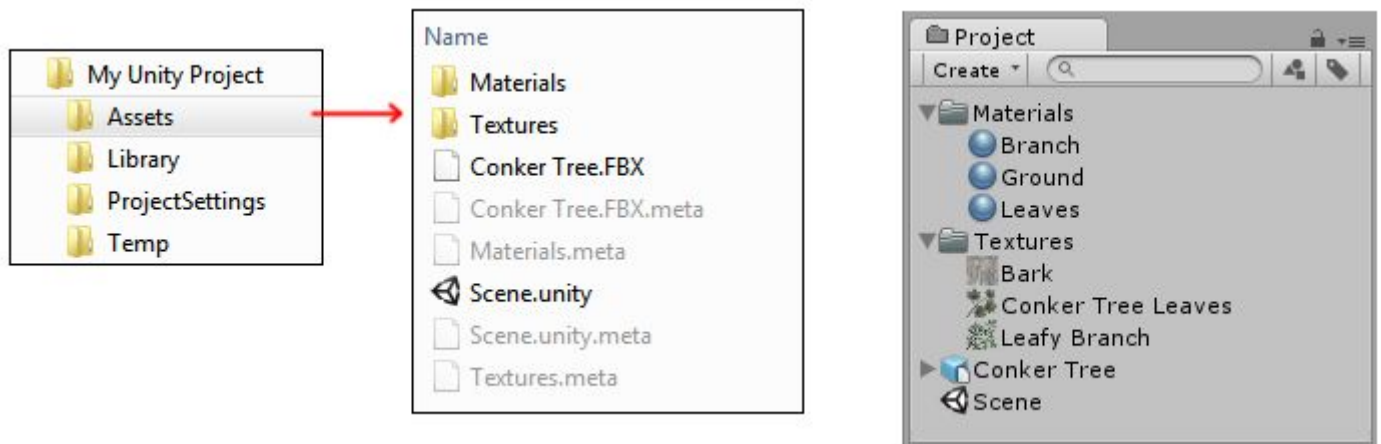 My Unity Project
Assets
Library
ProjectSettings
Temp
Name
Materials
Textures
Conker Tree.FBX
Conker Tree.FBX.meta
Materials.meta
Scene.unity
Scene.unity.meta
Textures.meta
Project
Create
Materials
Branch
Ground
Leaves
Textures
Bark
Conker Tree Leaves
Leafy Branch
Conker Tree
Scene